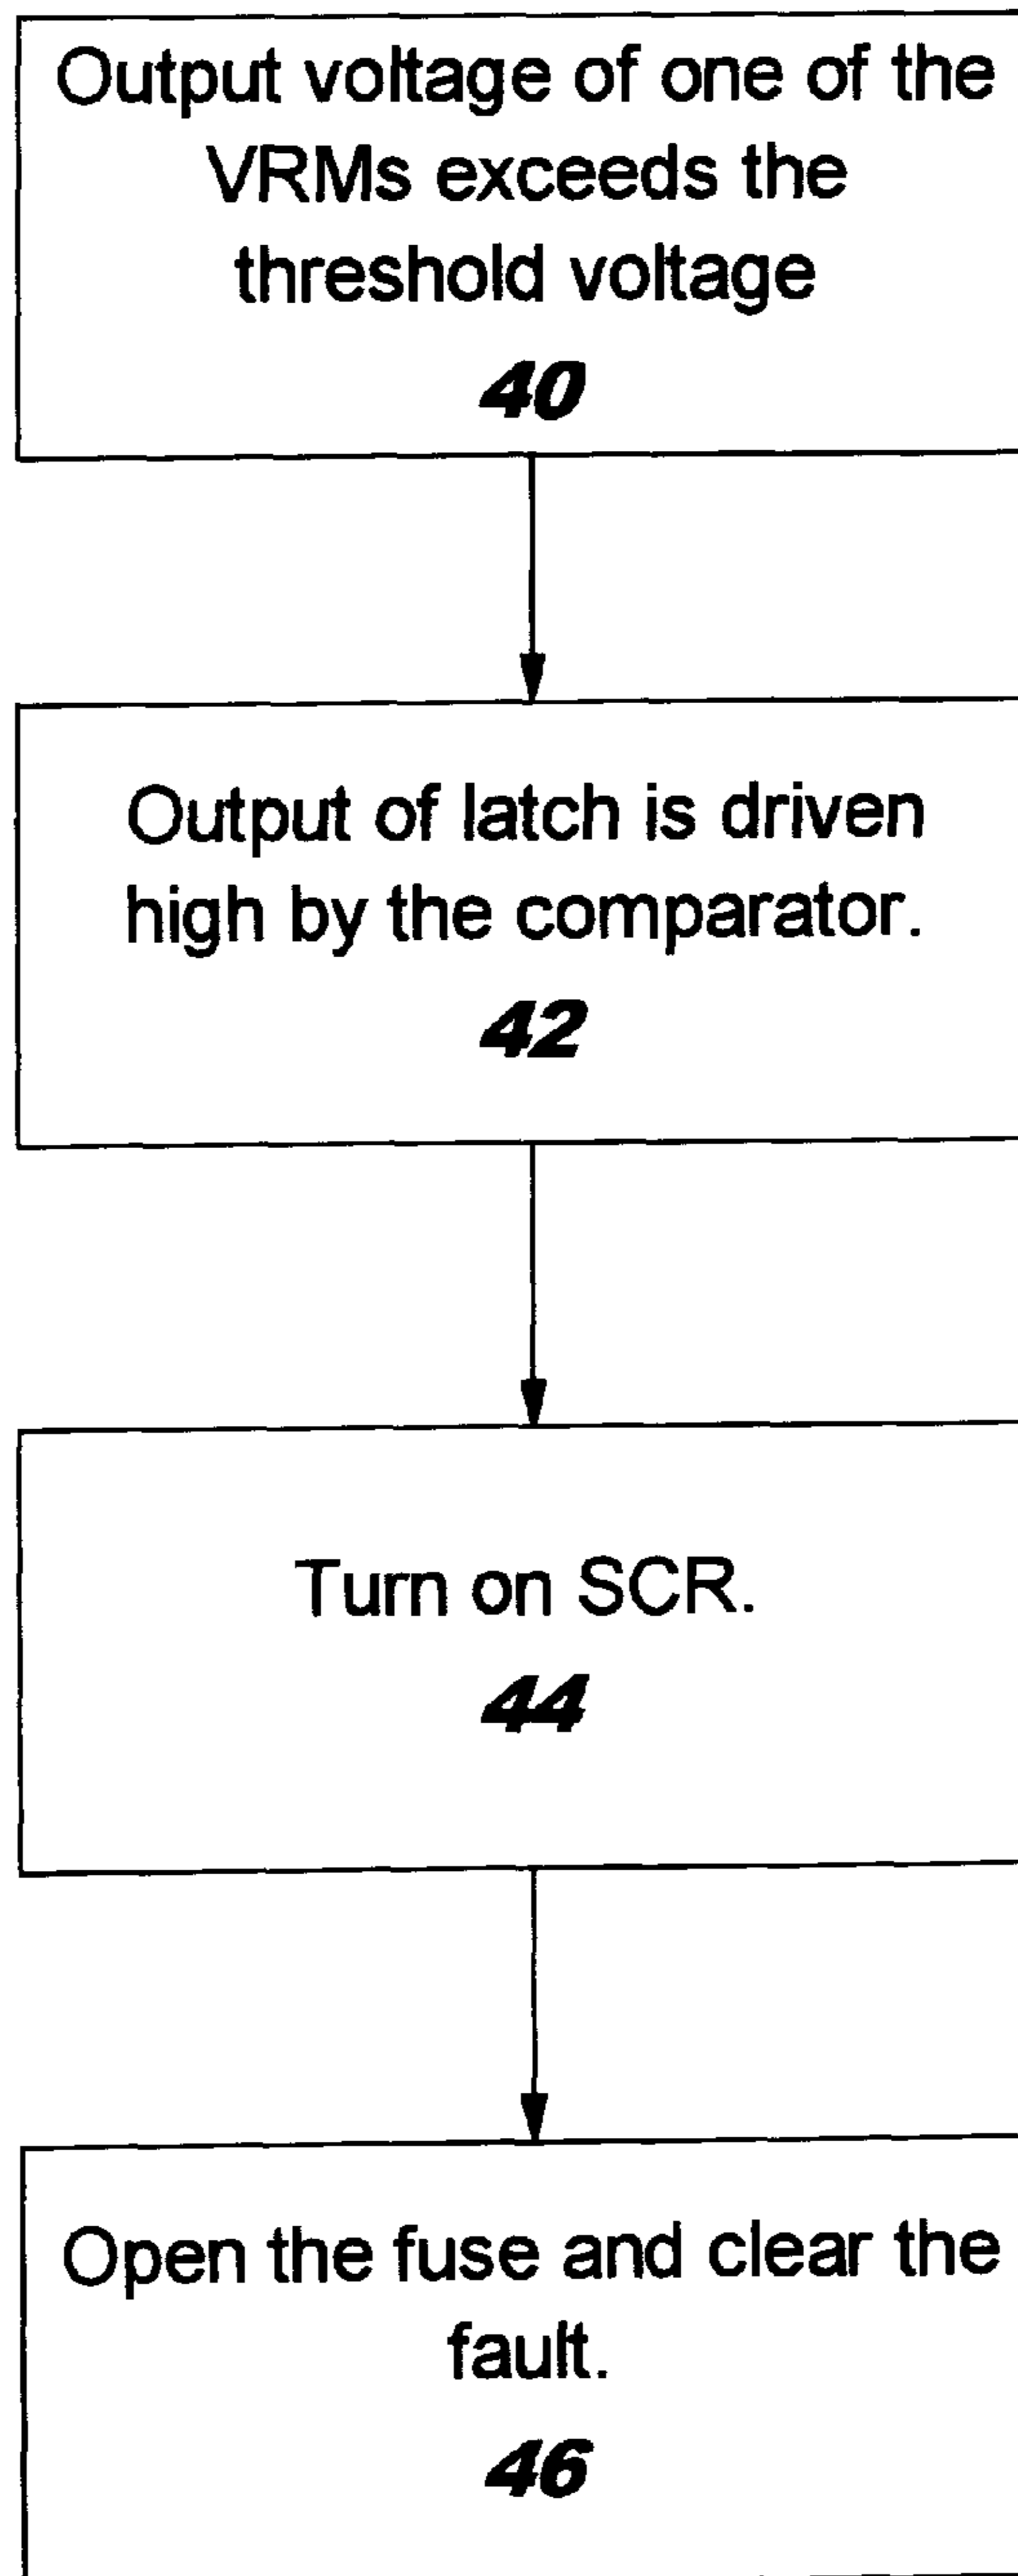 Output voltage of one of the
VRMs exceeds the
threshold voltage
40
Output of latch is driven
high by the comparator.
42
Turn on SCR.
44
Open the fuse and clear the
fault.
46